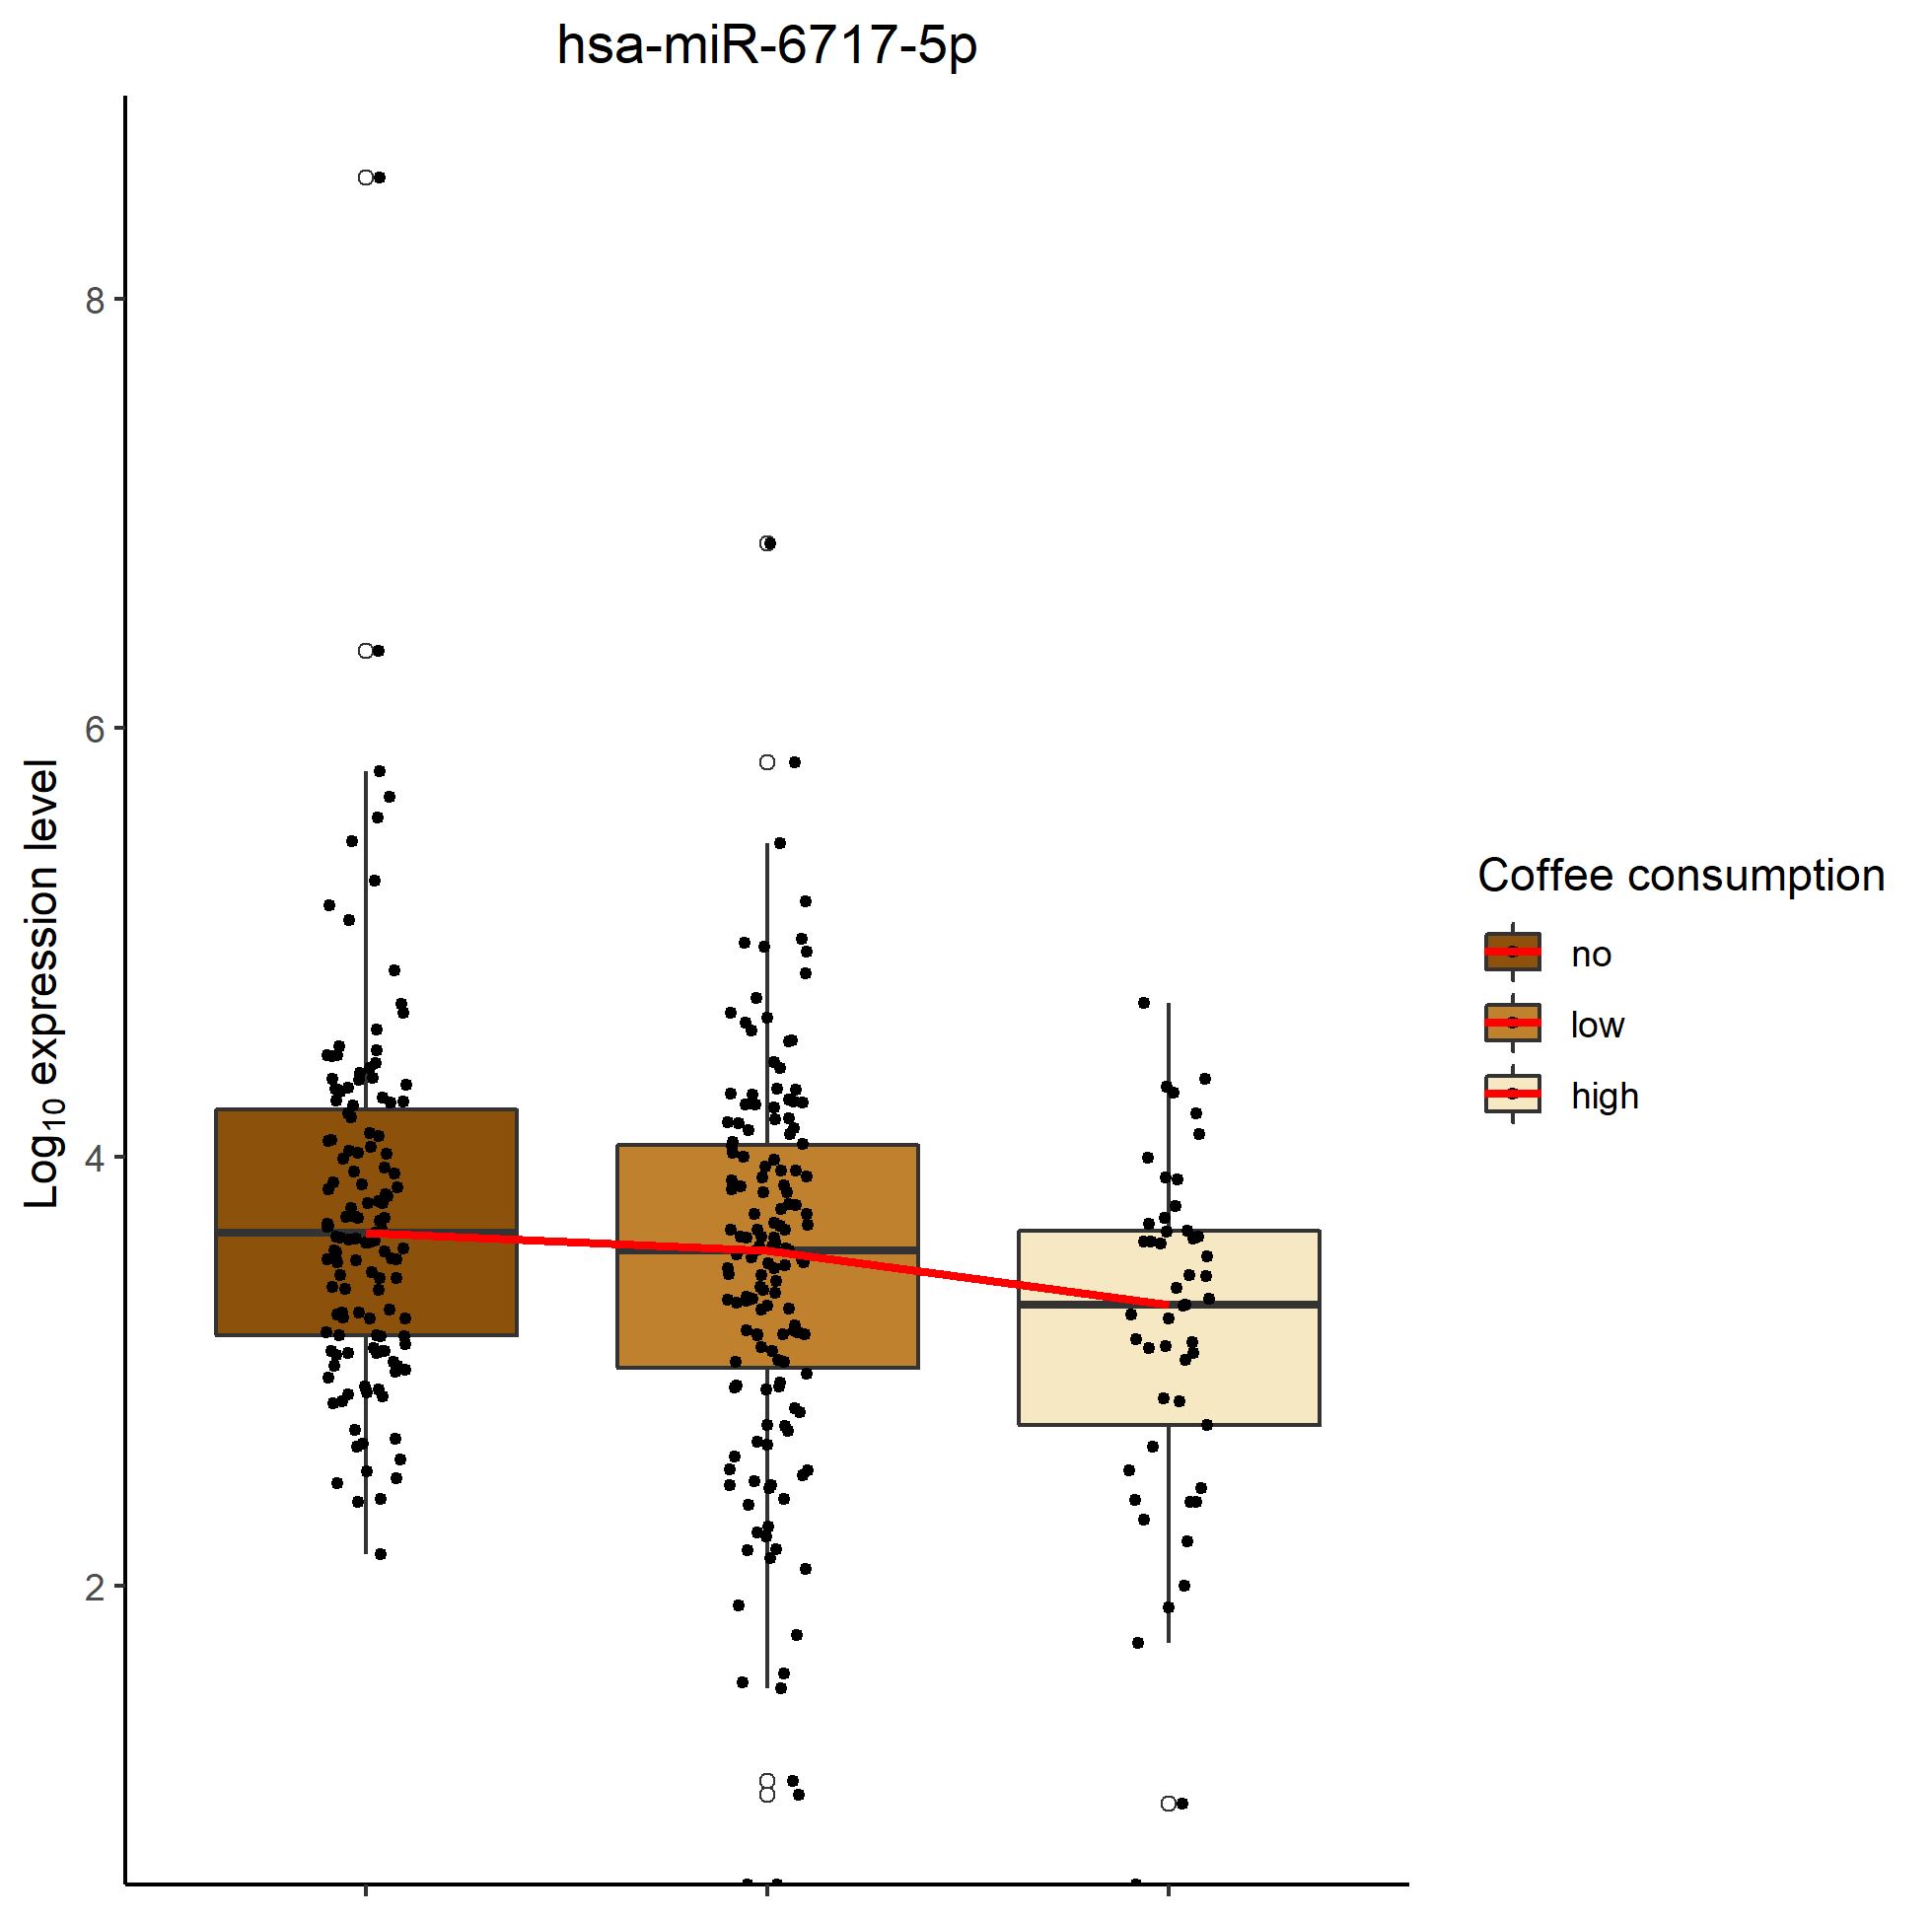 hsa-miR-6717-5p
8
6
4
2
Log₁₀ expression level
Coffee consumption
no
low
high